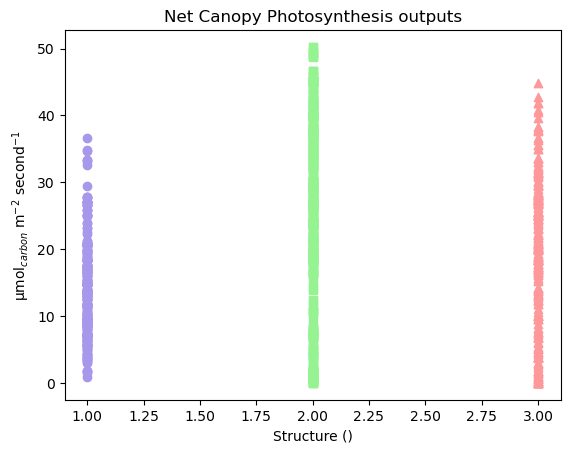 Net Canopy Photosynthesis outputs
50
40
30
20
10
0
µmol_carbon m⁻² second⁻¹
1.00 1.25 1.50 1.75 2.00 2.25 2.50 2.75 3.00
Structure ()